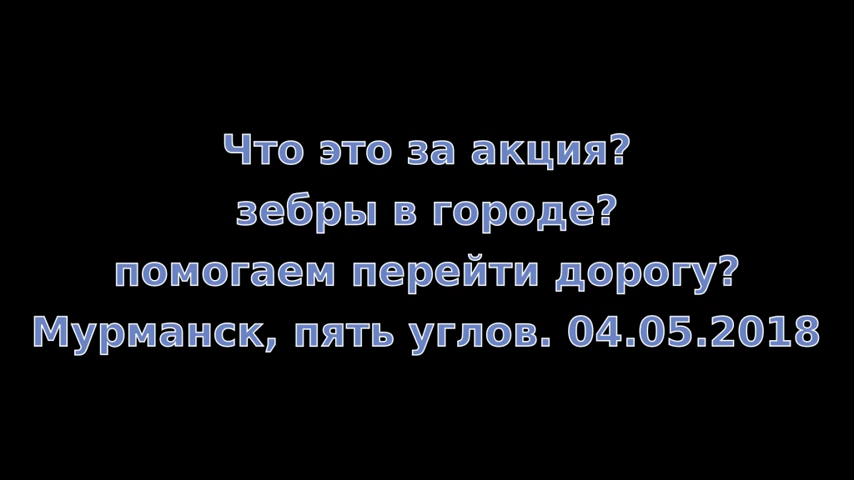 Что это за акция?
зебры в городе?
помогаем перейти дорогу?
Мурманск, пять углов. 04.05.2018